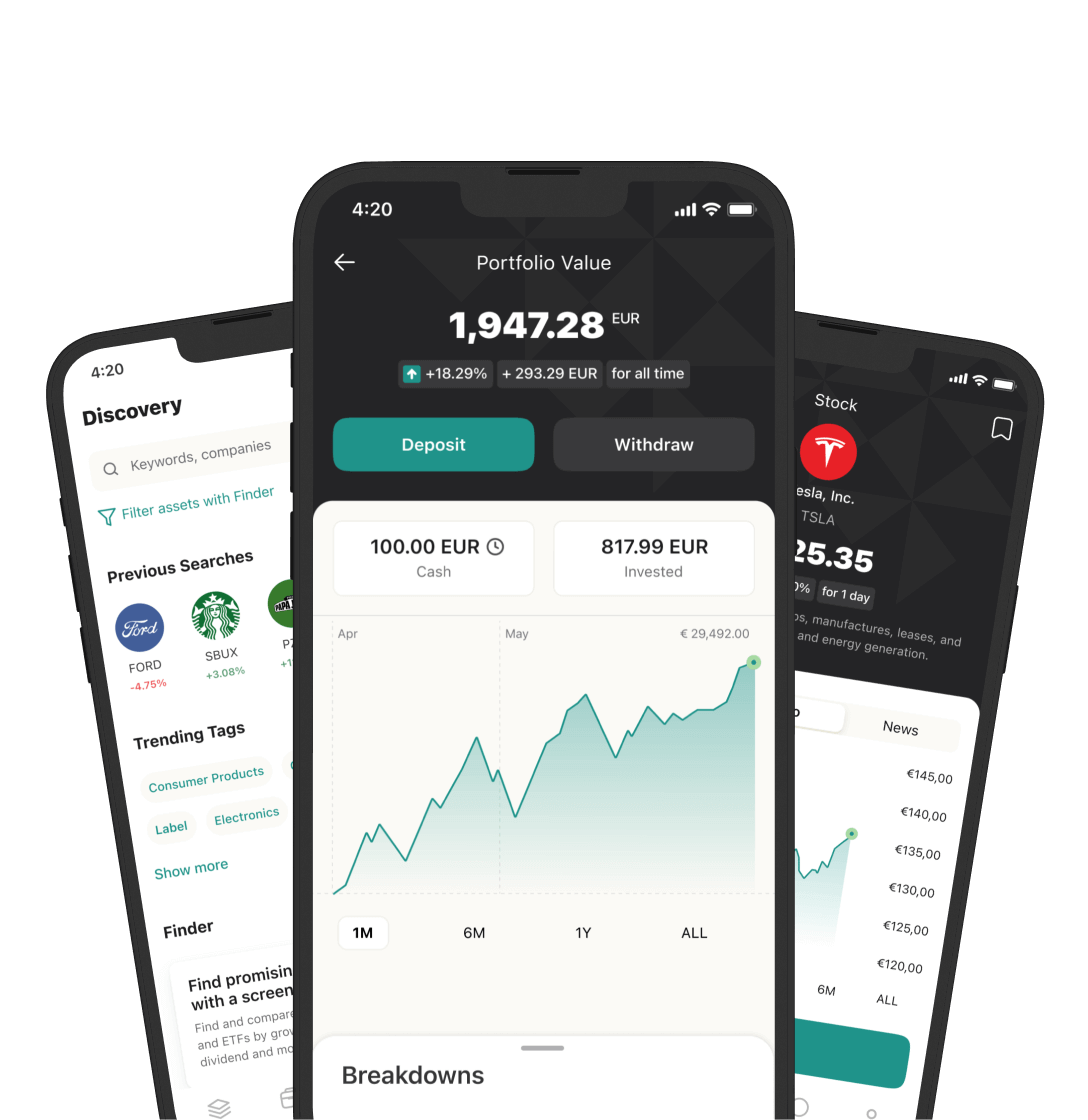 4:20
Discovery
Keywords, companies
Filter assets with Finder
Previous Searches
Ford
FORD
-4.75%
SBUX
+3.08%
Trending Tags
Consumer Products
Label
Electronics
Show more
Finder
Find promisin
with a screen
Find and compare
and ETFs by grow
dividend and mo
4:20
Portfolio Value
1,947.28 EUR
+18.29% + 293.29 EUR for all time
Deposit Withdraw
100.00 EUR 817.99 EUR
Cash Invested
Apr May € 29,492.00
1M 6M 1Y ALL
Breakdowns
Stock
esla, Inc.
TSLA
25.35
0% for 1 day
manufactures, leases, and
and energy generation.
News
€145,00
€140,00
€135,00
€130,00
€125,00
€120,00
6M ALL